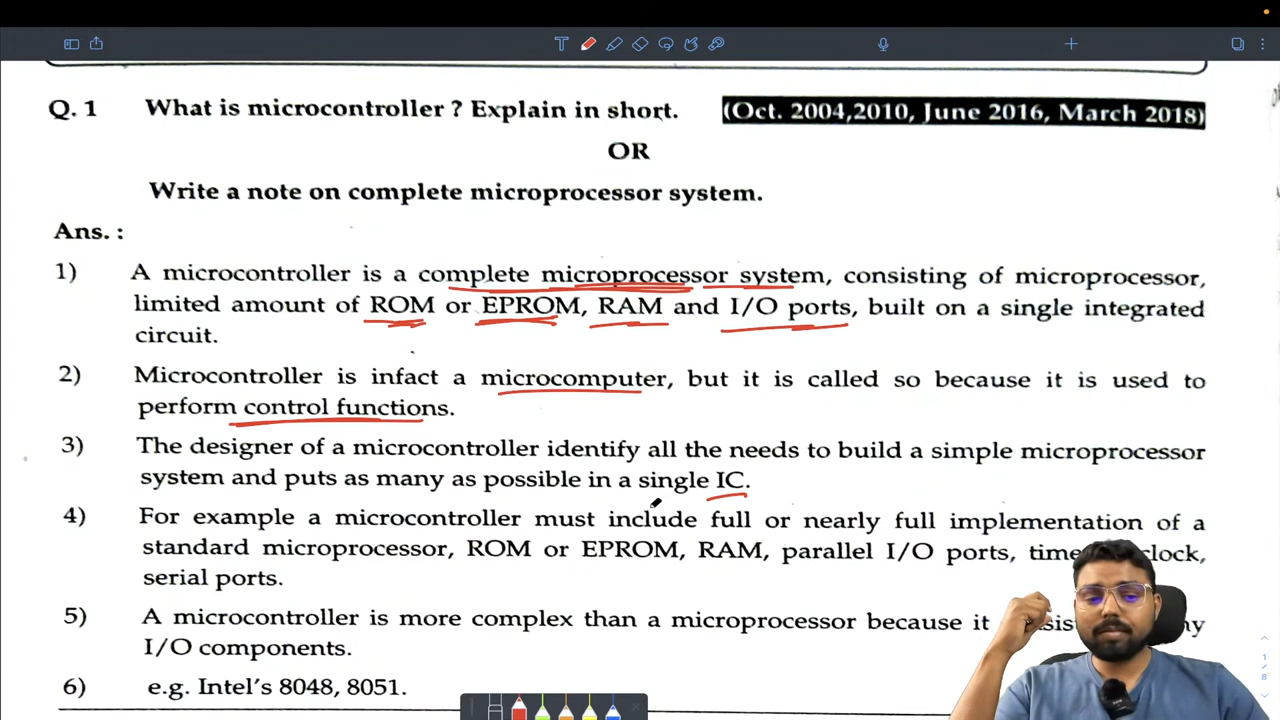 Q. 1 What is microcontroller ? Explain in short. (Oct. 2004,2010, June 2016, March 2018)
OR
Write a note on complete microprocessor system.
Ans. :
1) A microcontroller is a complete microprocessor system, consisting of microprocessor,
limited amount of ROM or EPROM, RAM and I/O ports, built on a single integrated
circuit.
2) Microcontroller is infact a microcomputer, but it is called so because it is used to
perform control functions.
3) The designer of a microcontroller identify all the needs to build a simple microprocessor
system and puts as many as possible in a single IC.
4) For example a microcontroller must include full or nearly full implementation of a
standard microprocessor, ROM or EPROM, RAM, parallel I/O ports, clock,
serial ports.
5) A microcontroller is more complex than a microprocessor because it
I/O components.
6) e.g. Intel's 8048, 8051.
1
8